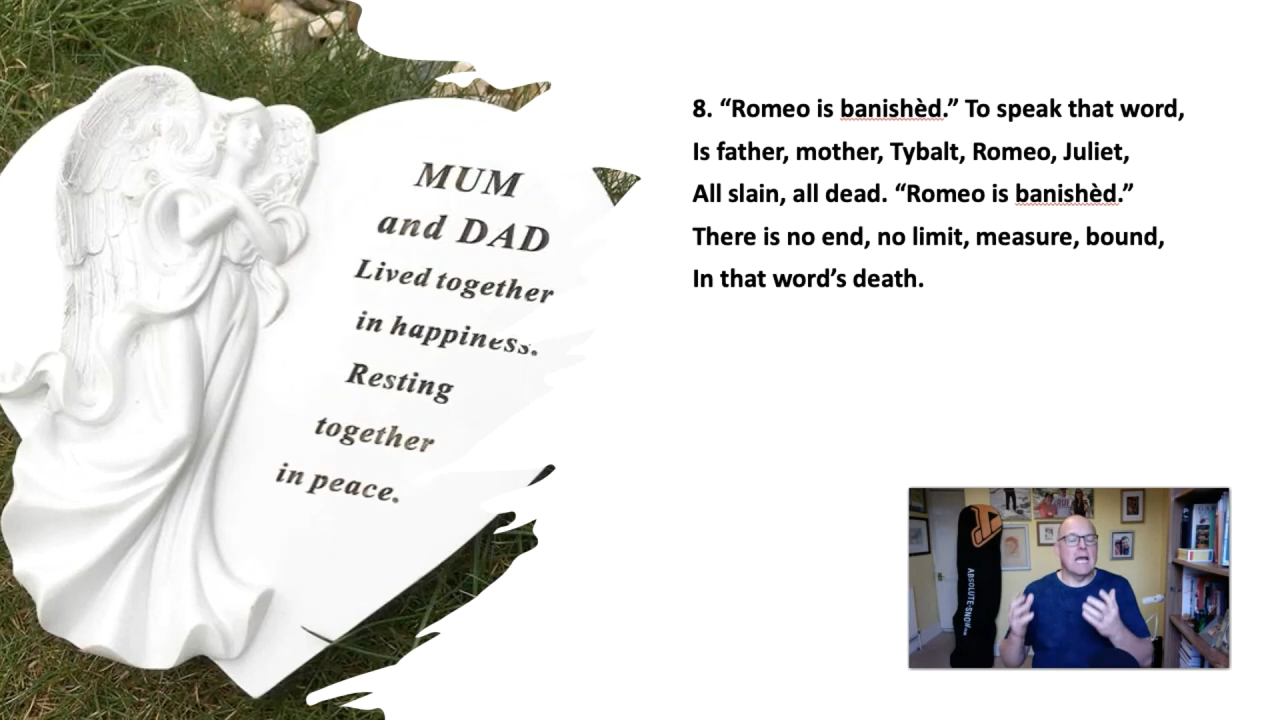 MUM
and DAD
Lived together
in happiness.
Resting
together
in peace.
8. “Romeo is banishèd.” To speak that word,
Is father, mother, Tybalt, Romeo, Juliet,
All slain, all dead. “Romeo is banishèd.”
There is no end, no limit, measure, bound,
In that word’s death.
ABSOLUTE-SNOW